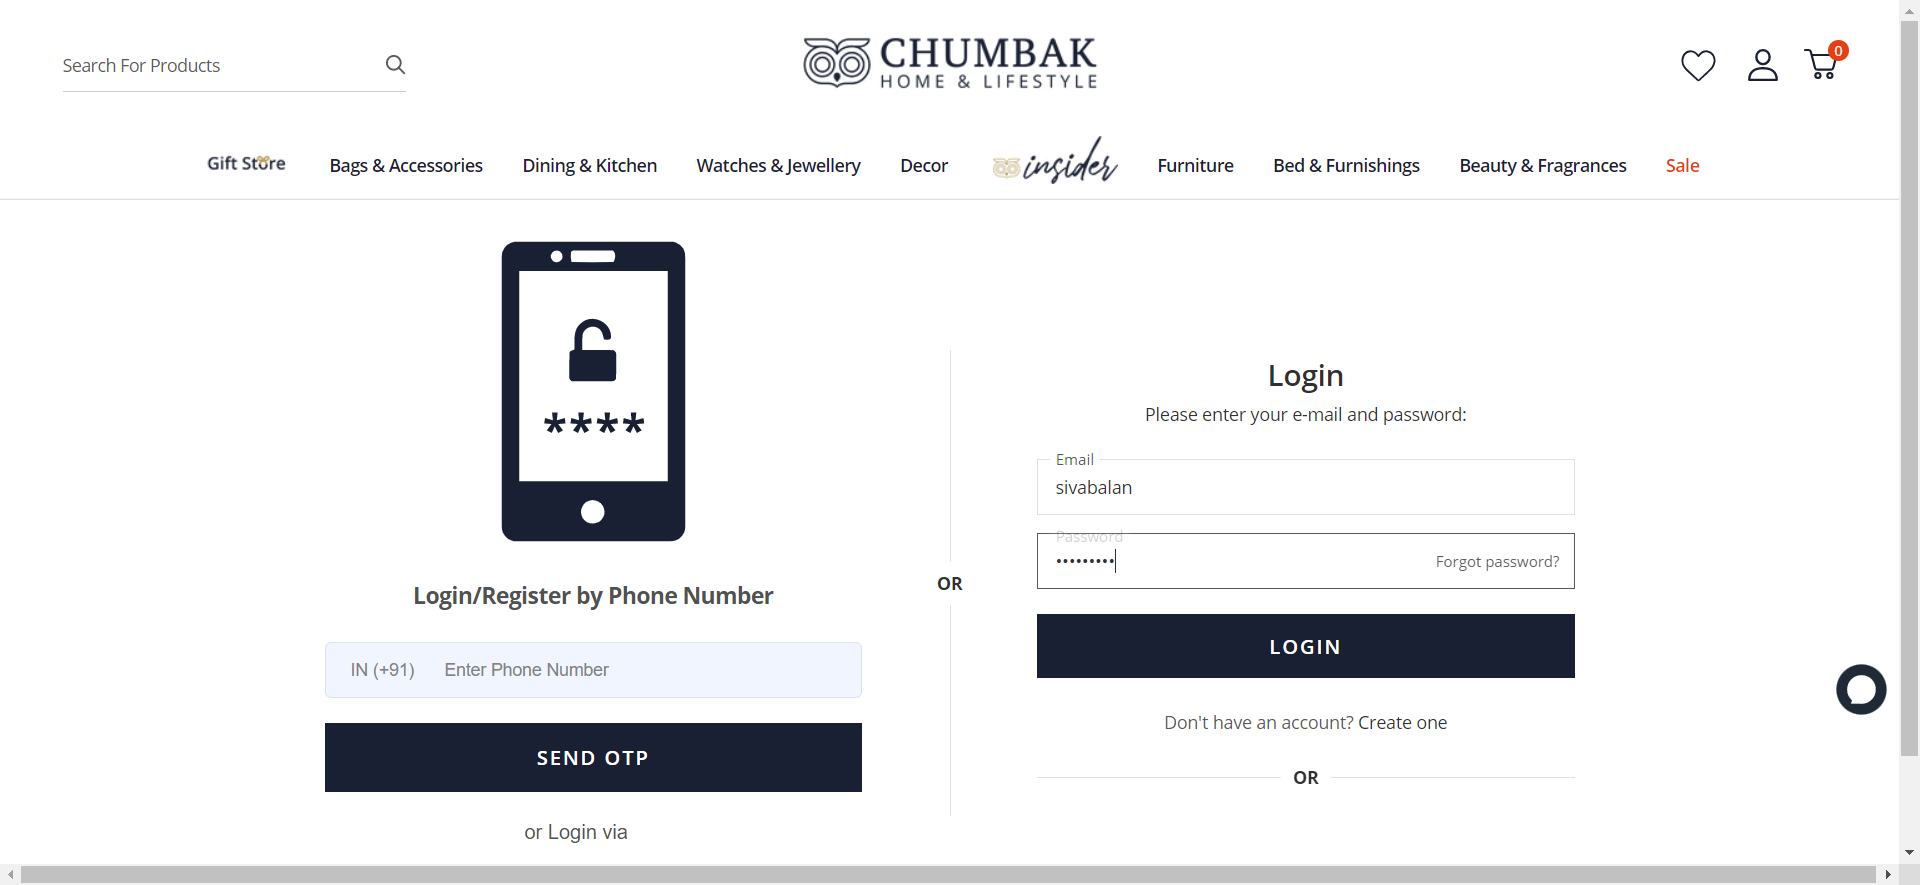 Search For Products
CHUMBAK
HOME & LIFESTYLE
0
Gift Store
Bags & Accessories
Dining & Kitchen
Watches & Jewellery
Decor
insider
Furniture
Bed & Furnishings
Beauty & Fragrances
Sale
****
Login/Register by Phone Number
IN (+91) Enter Phone Number
SEND OTP
or Login via
OR
Login
Please enter your e-mail and password:
Email
sivabalan
Password
••••••••• Forgot password?
LOGIN
Don't have an account? Create one
OR